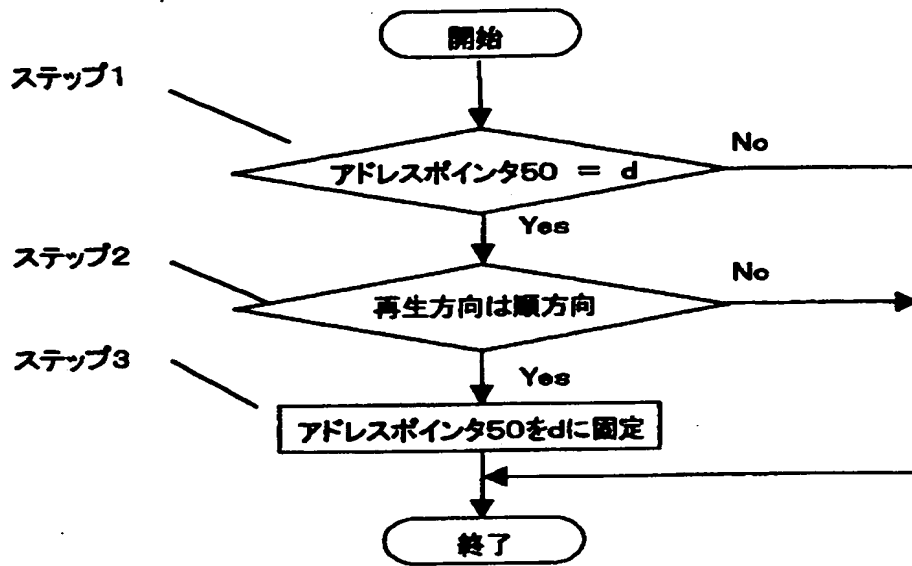 開始
ステップ1
アドレスポインタ50 = d
No
Yes
ステップ2
再生方向は順方向
No
Yes
ステップ3
アドレスポインタ50をdに固定
終了